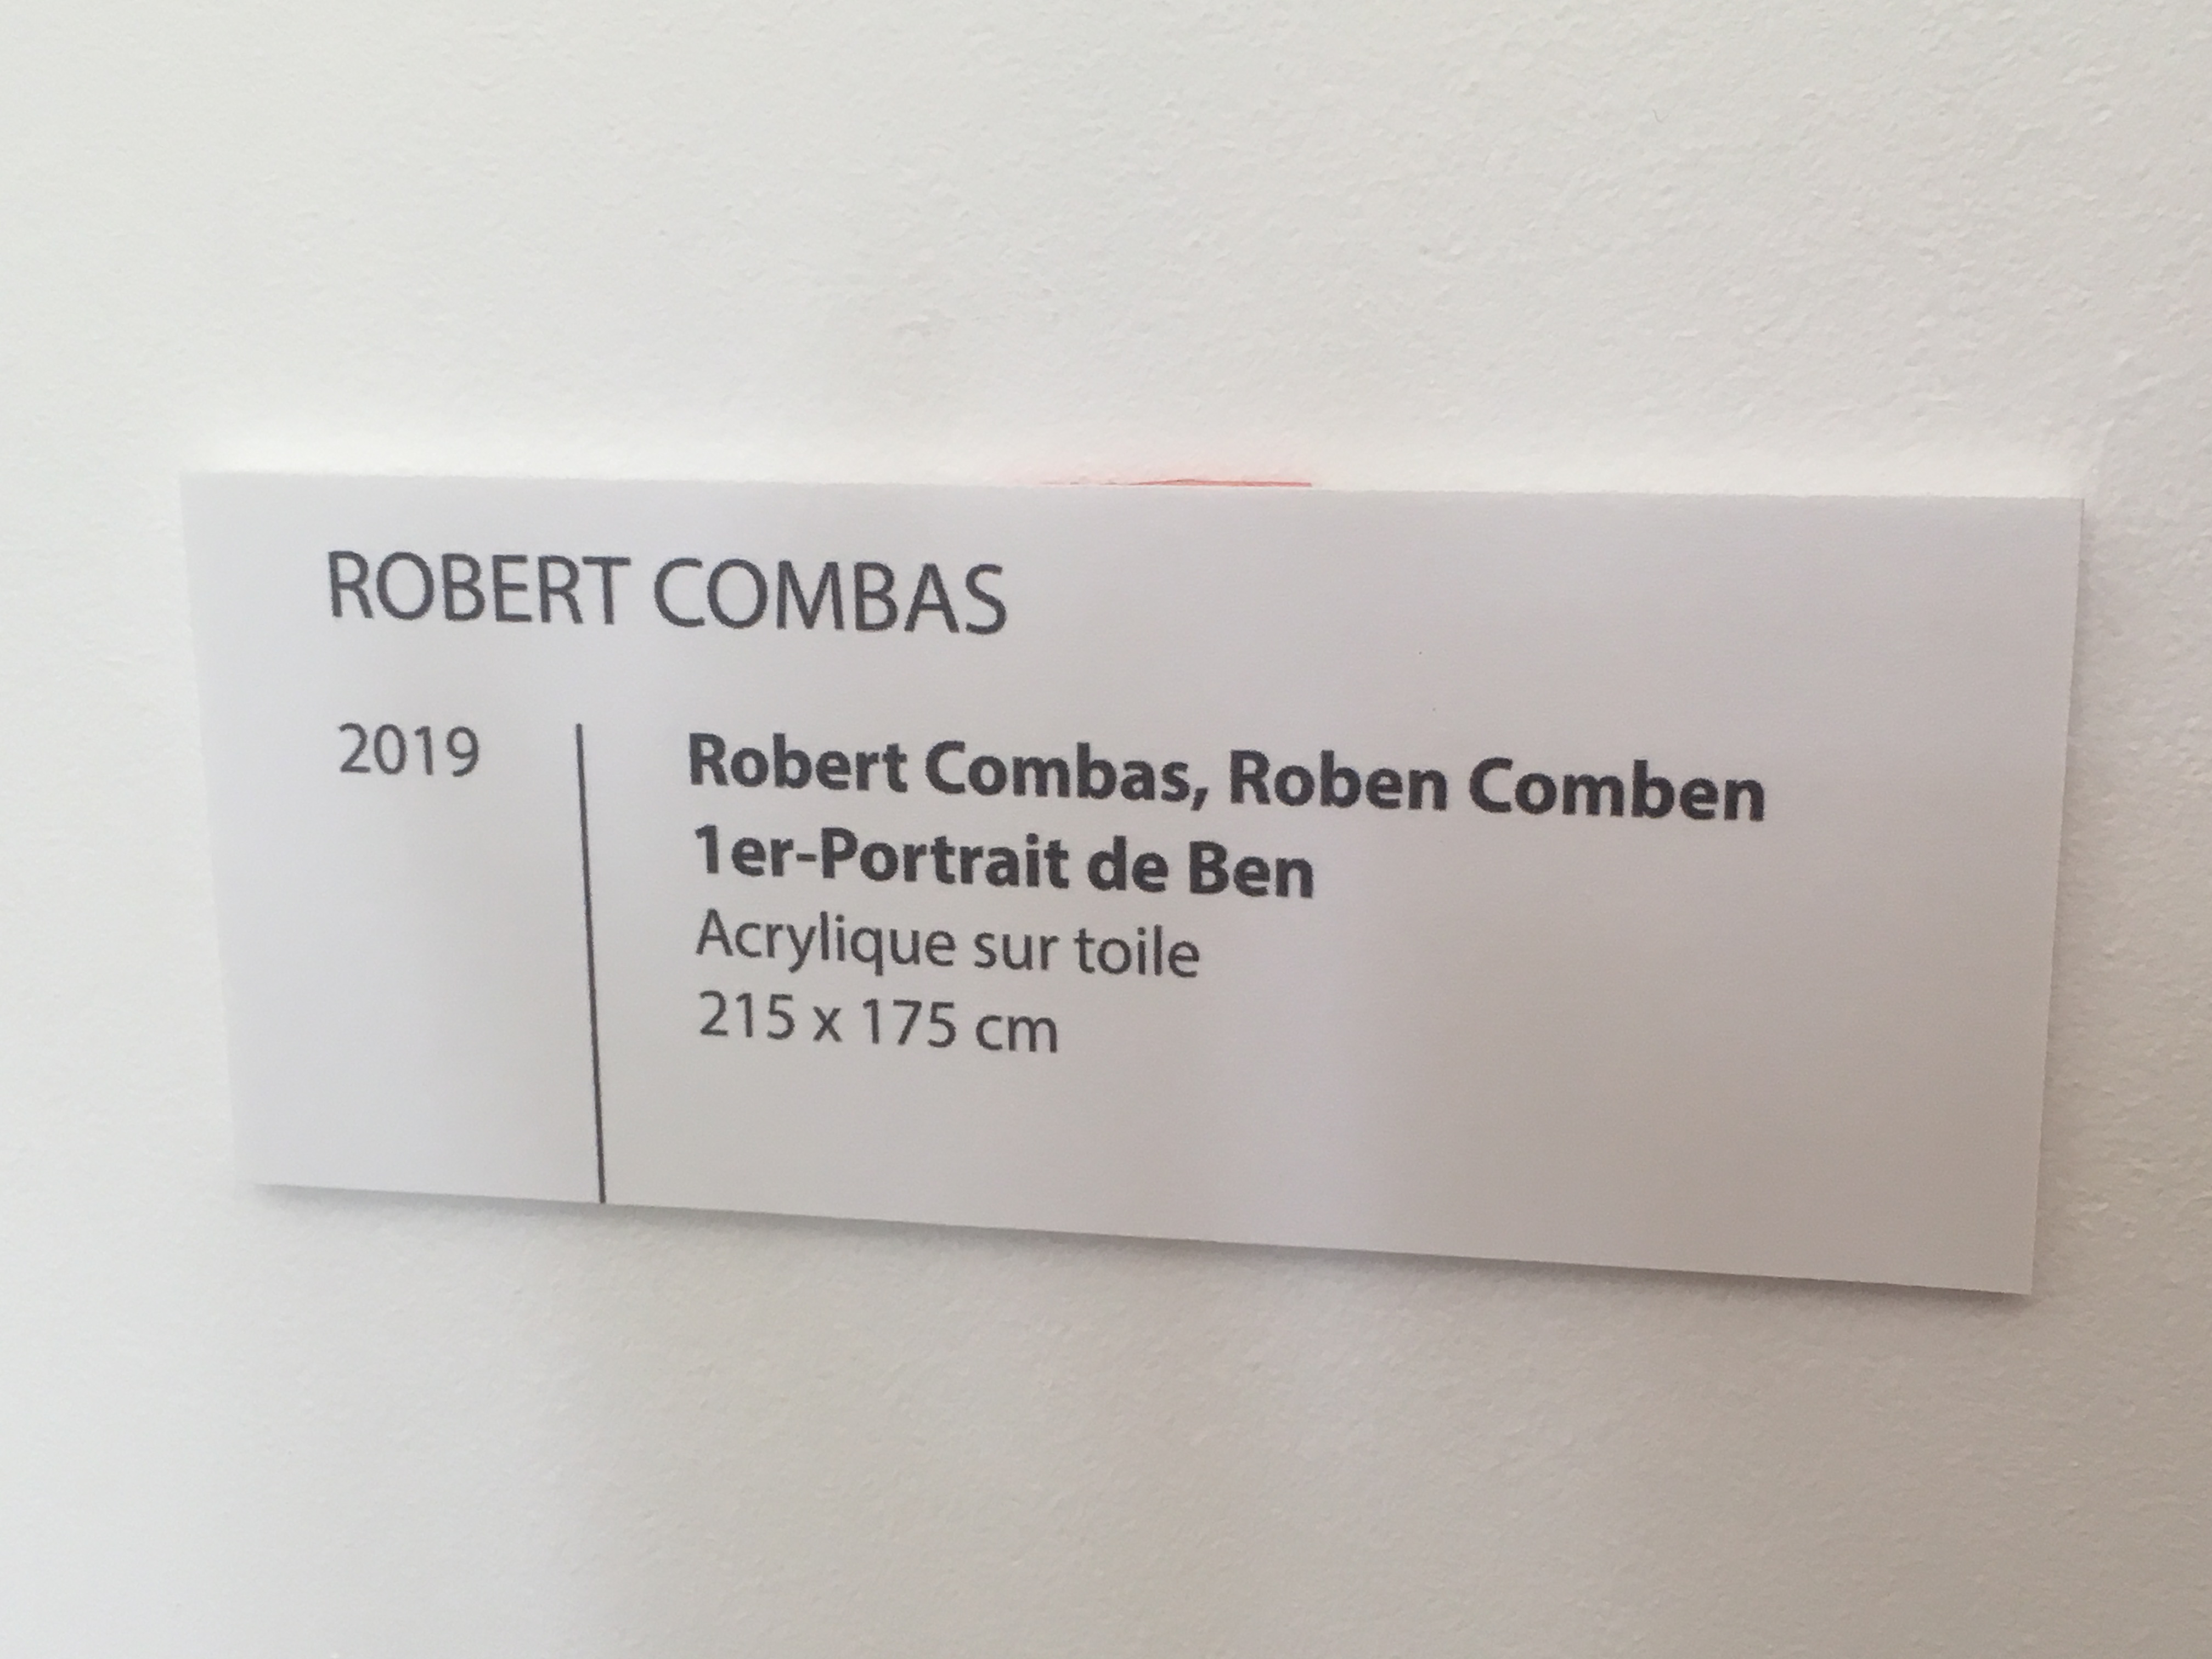 ROBERT COMBAS
2019
Robert Combas, Roben Comben
1er-Portrait de Ben
Acrylique sur toile
215 x 175 cm